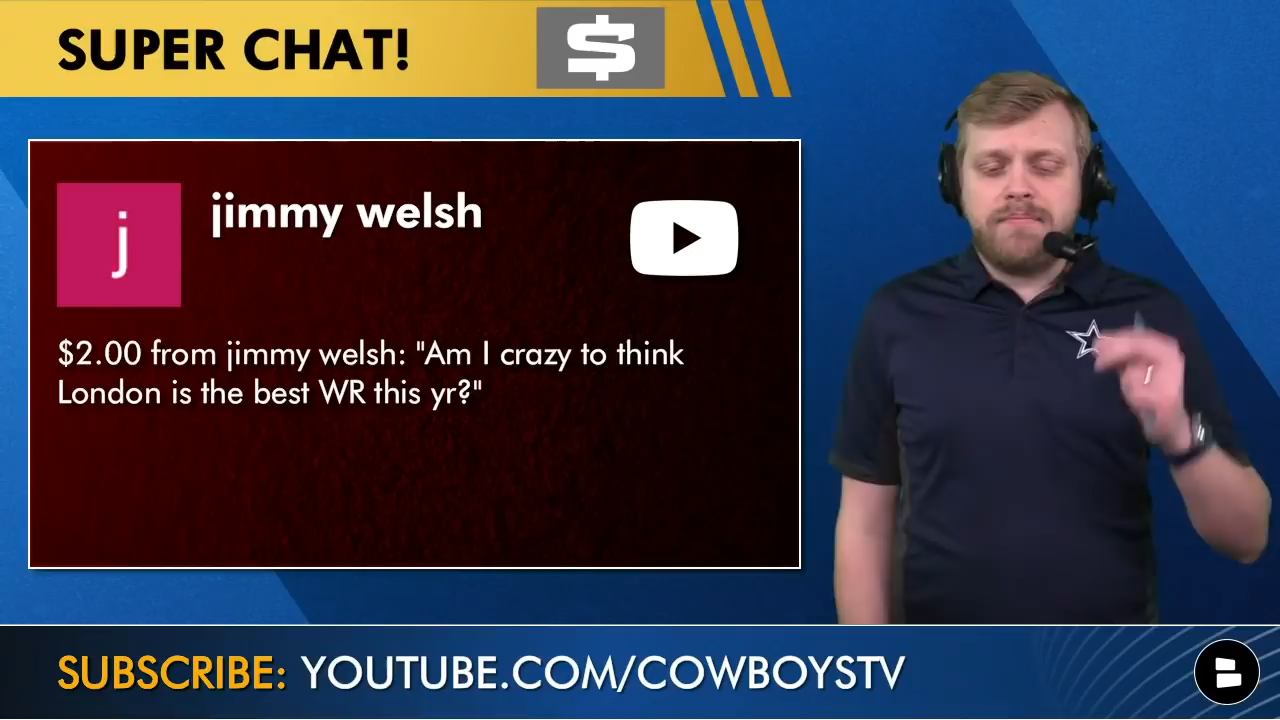 SUPER CHAT!
$
j
jimmy welsh
$2.00 from jimmy welsh: "Am I crazy to think
London is the best WR this yr?"
SUBSCRIBE: YOUTUBE.COM/COWBOYSTV